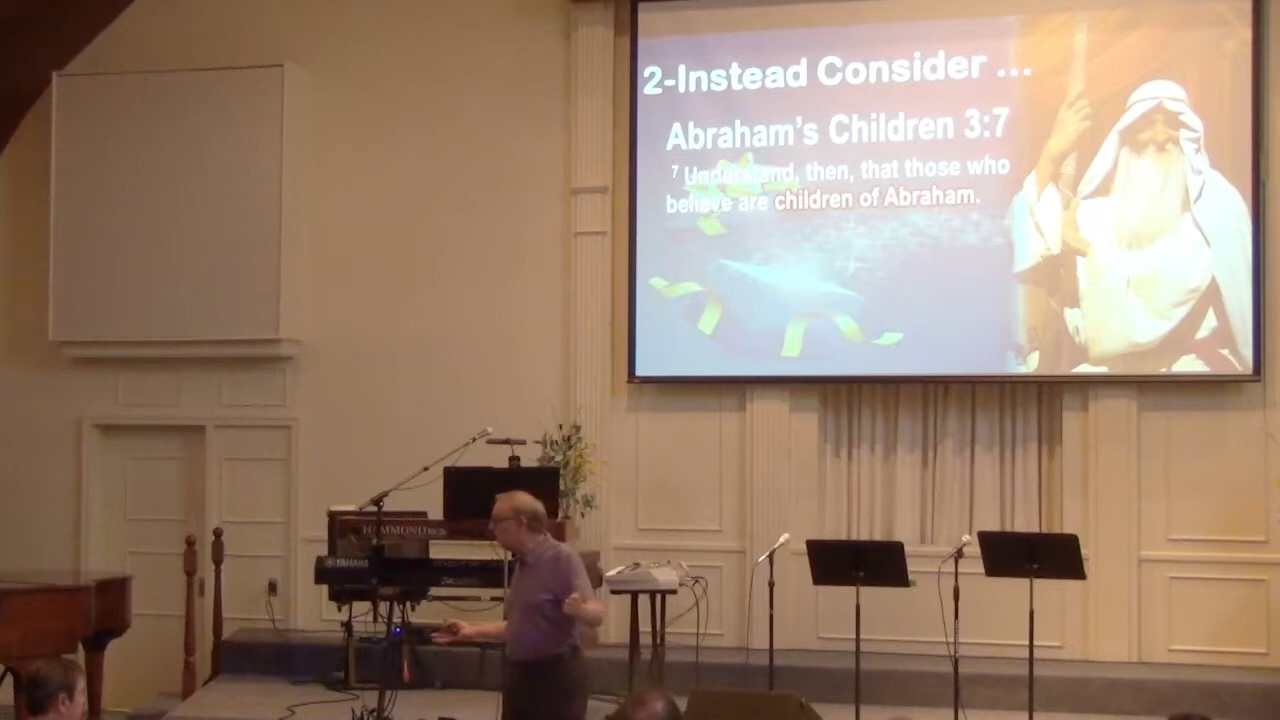 2-Instead Consider ...
Abraham's Children 3:7
7 Understand, then, that those who
believe are children of Abraham.
HAMMOND
YAMAHA